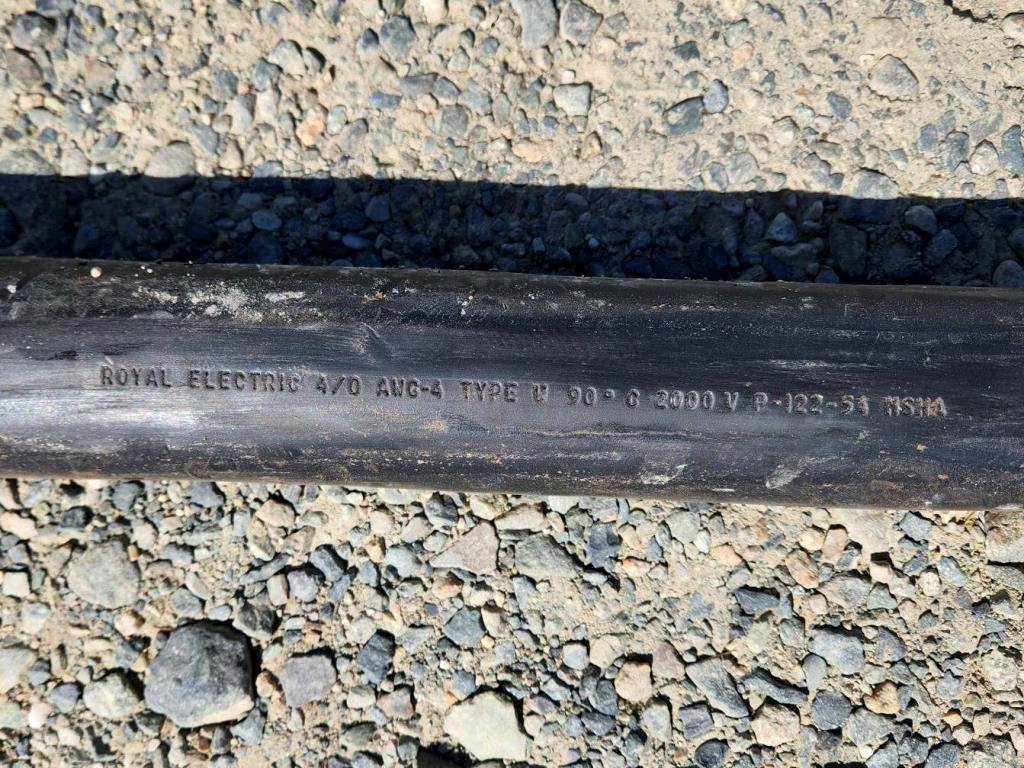 ROYAL ELECTRIC 4/0 AWG-4 TYPE W 90°C 2000 V P-122-54 MSHA